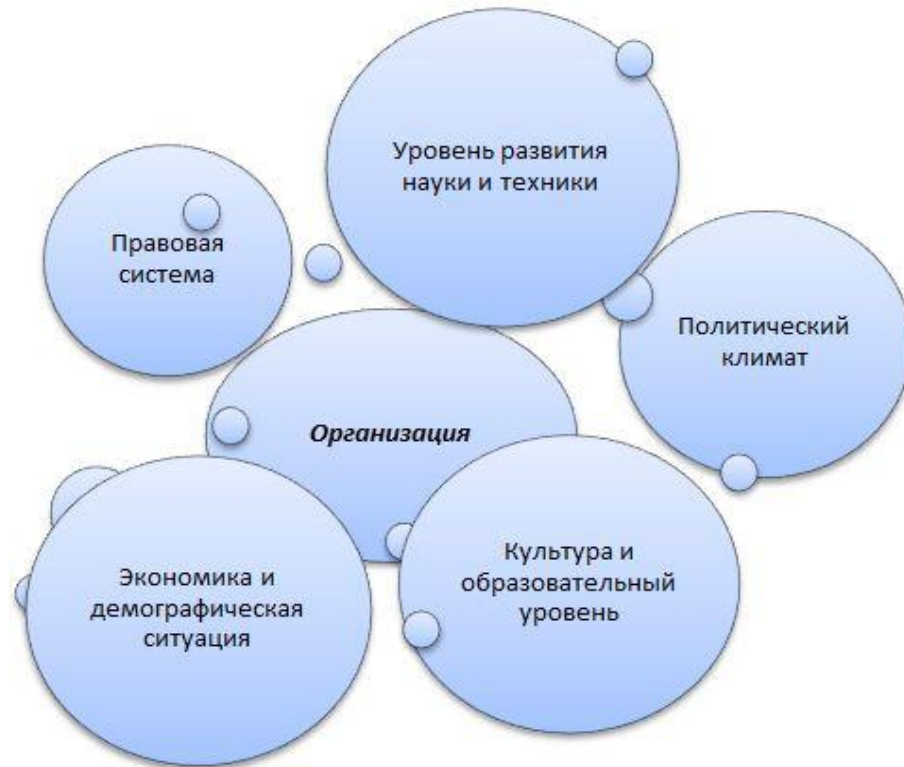 Уровень развития
науки и техники
Правовая
система
Политический
климат
Организация
Культура и
образовательный
уровень
Экономика и
демографическая
ситуация